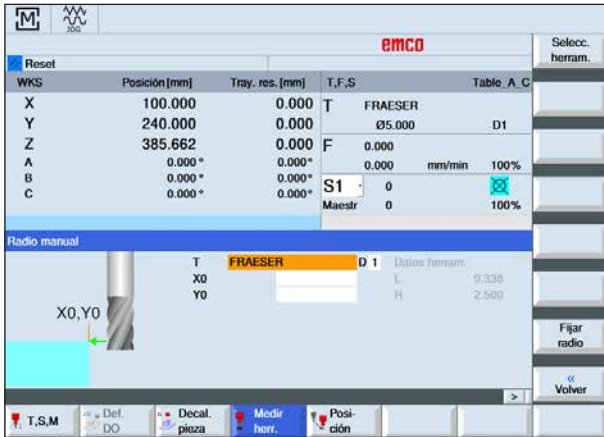 M
JOG
emco
Selecc.
herram.
Reset
WKS Posición [mm] Tray. res. [mm] T,F,S Table_A_C
X 100.000 0.000 T FRAESER
Y 240.000 0.000 Ø5.000 D1
Z 385.662 0.000 F 0.000
A 0.000° 0.000° 0.000 mm/min 100%
B 0.000° 0.000° S1 0
C 0.000° 0.000° Maestr 0 100%
Radio manual
T FRAESER D 1 Datos herram.
X0 L 9.338
Y0 R 2.500
X0,Y0
Fijar
radio
«
Volver
>
T,S,M
Def.
DO
Decal.
pieza
Medir
herr.
Posi-
ción